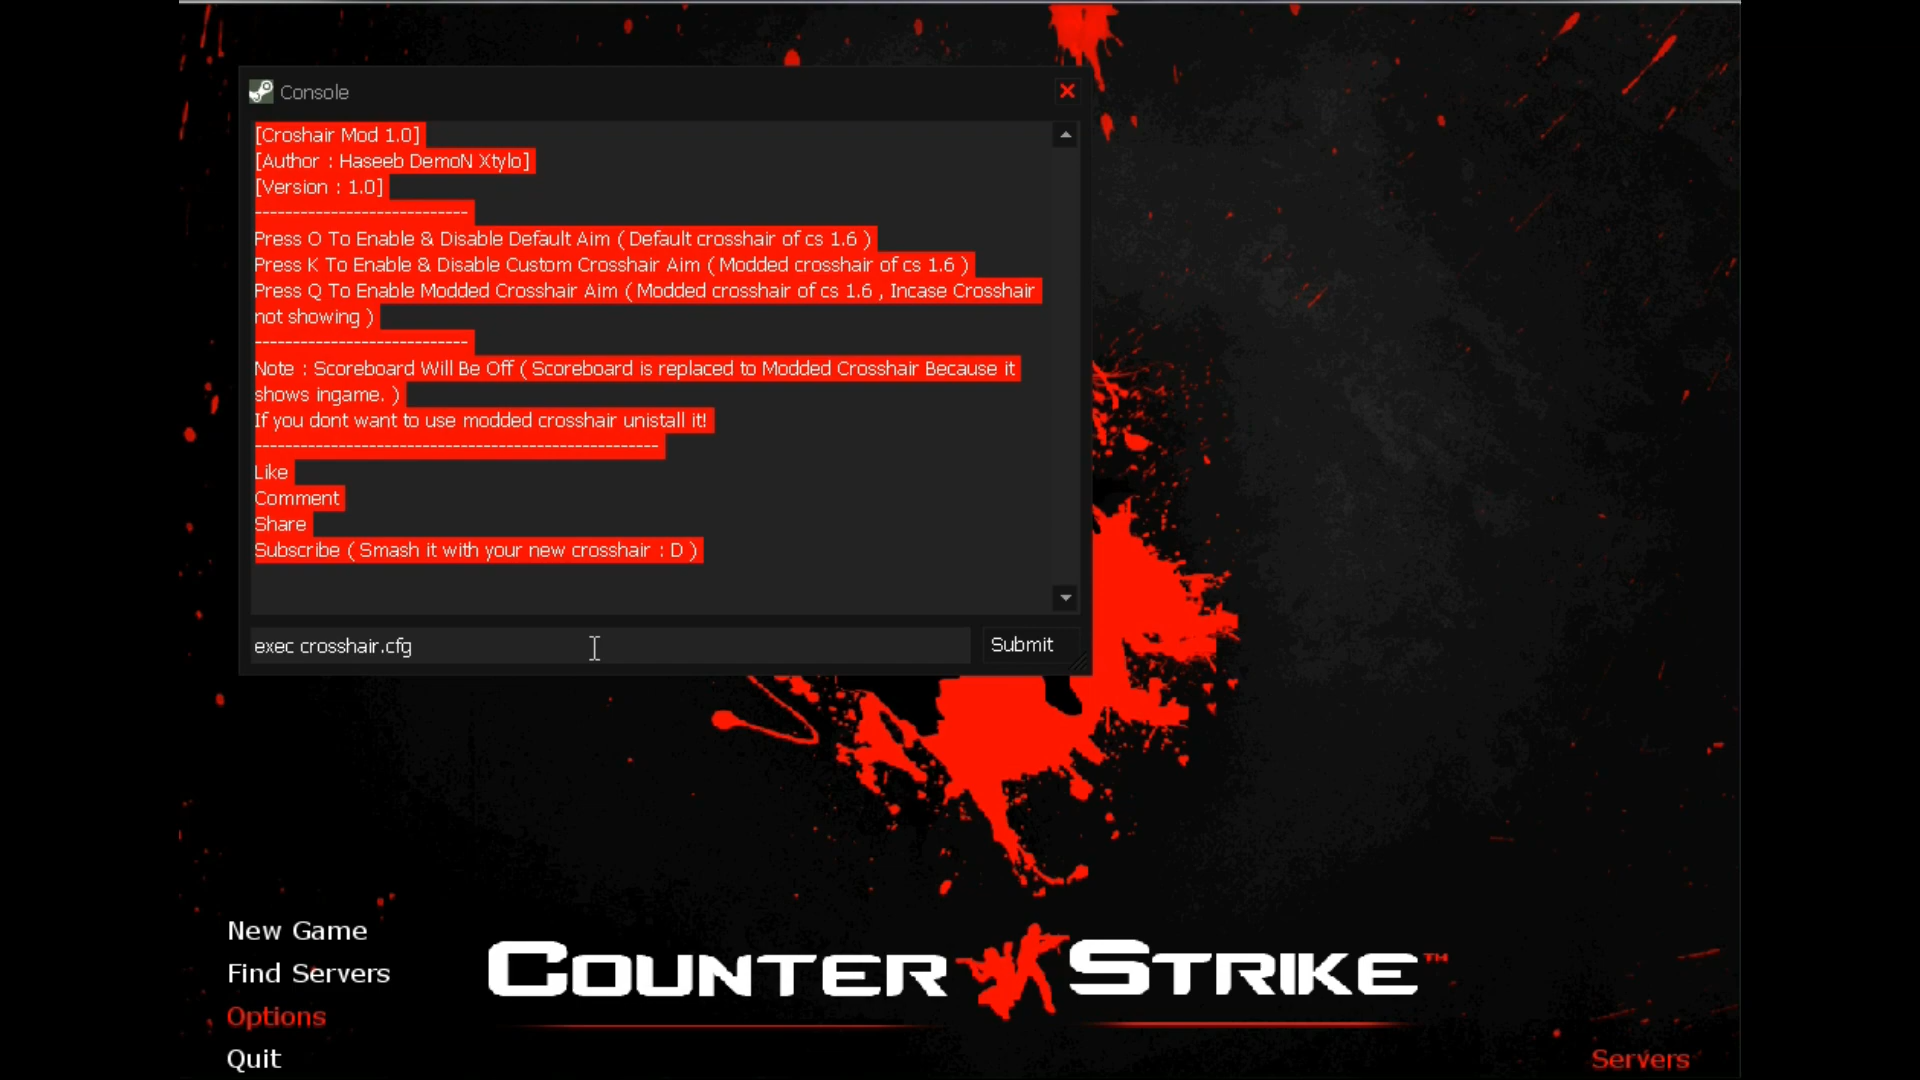 Console
[Croshair Mod 1.0]
[Author : Haseeb DemoN Xtylo]
[Version : 1.0]
----------------------------
Press O To Enable & Disable Default Aim ( Default crosshair of cs 1.6 )
Press K To Enable & Disable Custom Crosshair Aim ( Modded crosshair of cs 1.6 )
Press Q To Enable Modded Crosshair Aim ( Modded crosshair of cs 1.6 , Incase Crosshair
not showing )
----------------------------
Note : Scoreboard Will Be Off ( Scoreboard is replaced to Modded Crosshair Because it
shows ingame. )
If you dont want to use modded crosshair unistall it!
-----------------------------------------------------
Like
Comment
Share
Subscribe ( Smash it with your new crosshair : D )
exec crosshair.cfg
Submit
New Game
Find Servers
Options
Quit
COUNTER STRIKE™
Servers